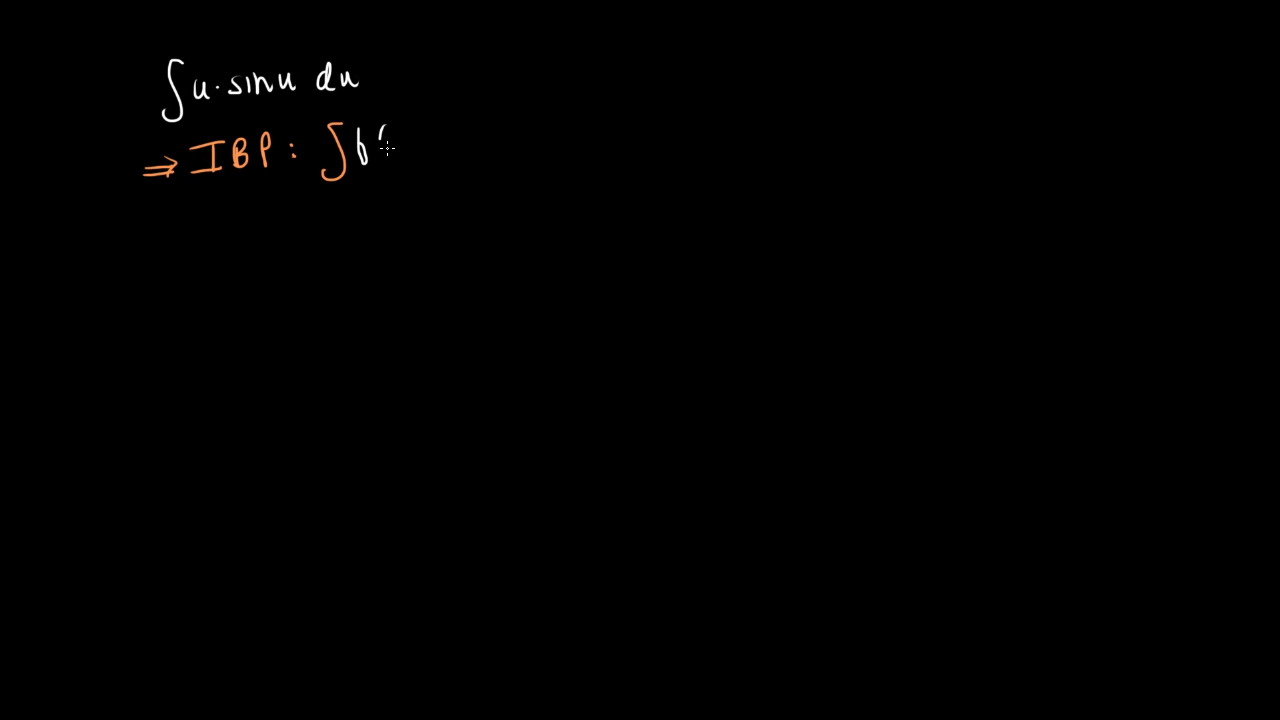 ∫u·sinu du
⇒ IBP: ∫b